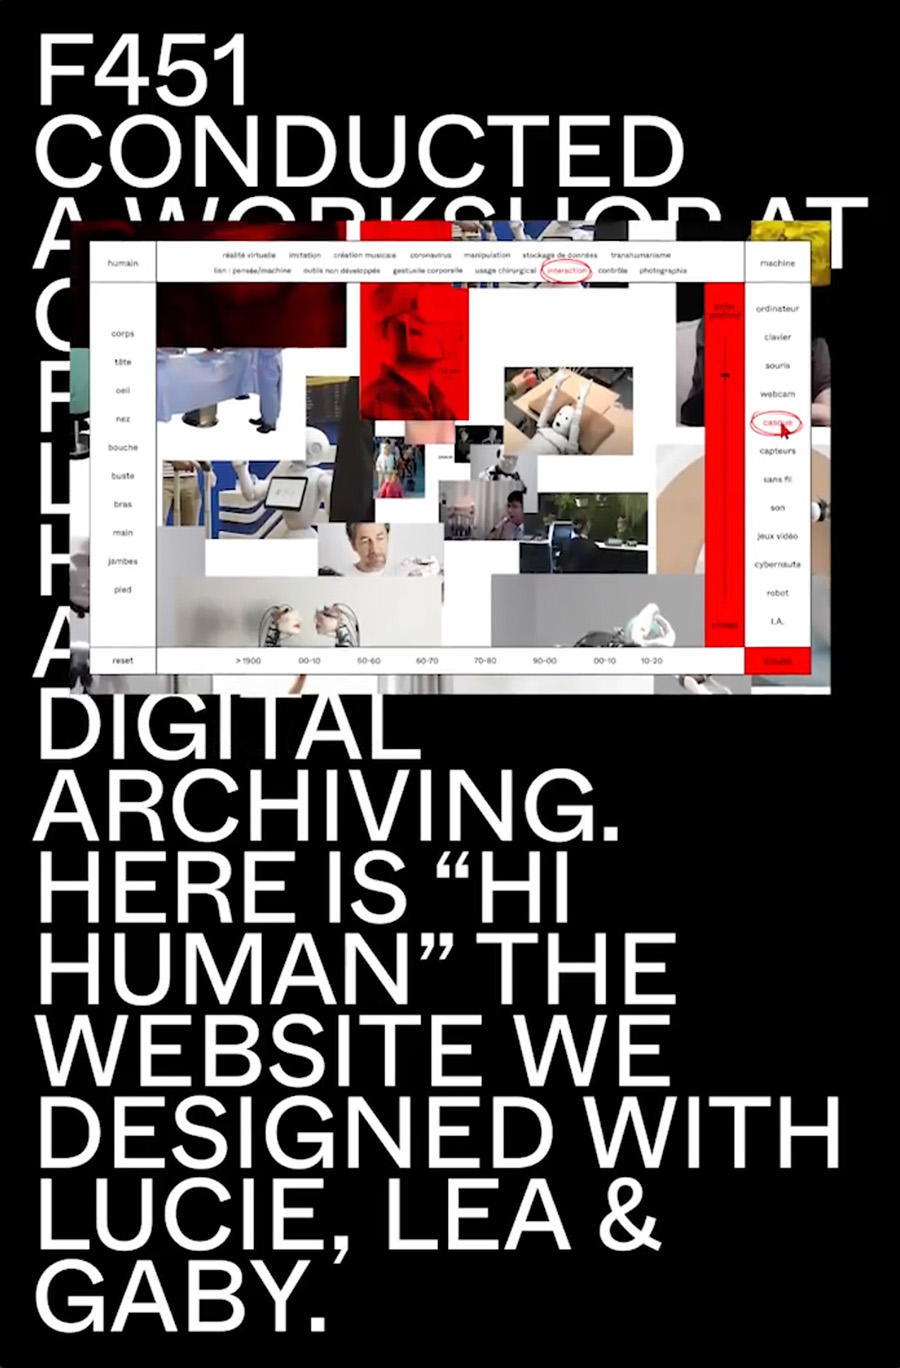 F451
CONDUCTED
A WORKSHOP AT
humain
réalité virtuelle imitation création musicale coronavirus manipulation stockage de données transhumanisme
lien : pensée/machine outils non développés gestuelle corporelle usage chirurgical interaction contrôle photographie
machine
corps
tête
oeil
nez
bouche
buste
bras
main
jambes
pied
ordinateur
clavier
souris
webcam
casque
capteurs
sans fil
son
jeux vidéo
cybernaute
robot
I.A.
reset
>1900 00-10 50-60 60-70 70-80 90-00 00-10 10-20
DIGITAL
ARCHIVING.
HERE IS “HI
HUMAN” THE
WEBSITE WE
DESIGNED WITH
LUCIE, LEA &
GABY.